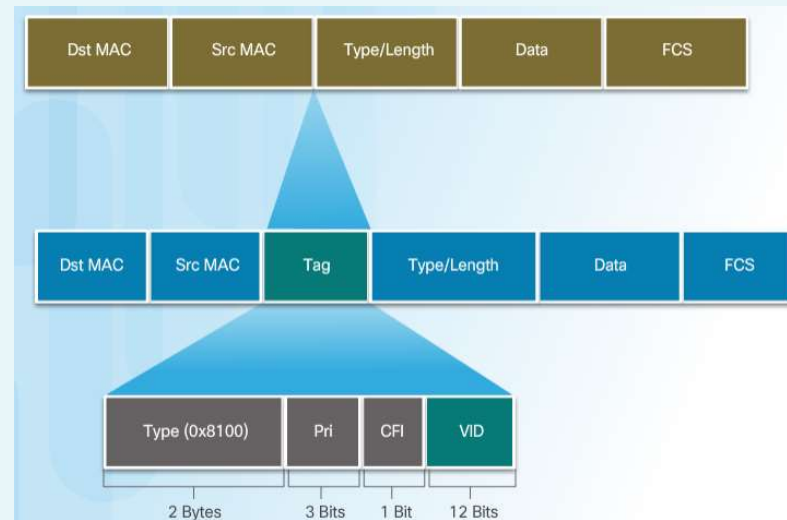 Dst MAC Src MAC Type/Length Data FCS
Dst MAC Src MAC Tag Type/Length Data FCS
Type (0x8100) Pri CFI VID
2 Bytes 3 Bits 1 Bit 12 Bits